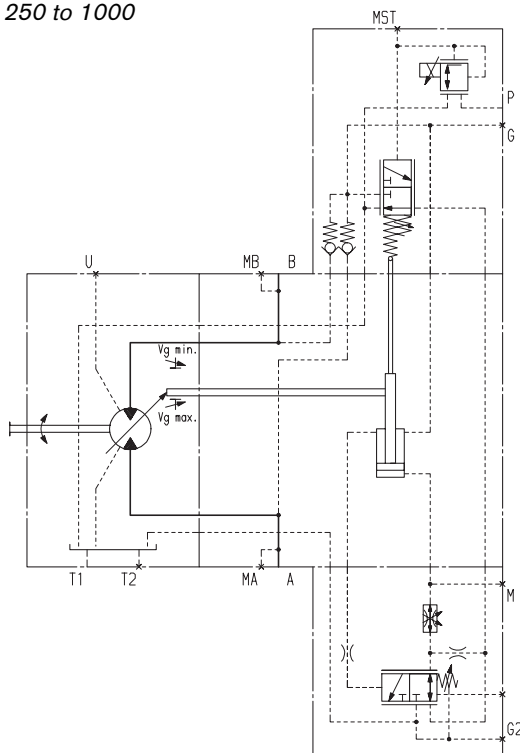 250 to 1000
MST
P
G
U
MB
B
Vg min.
Vg max.
T1
T2
MA
A
M
G2